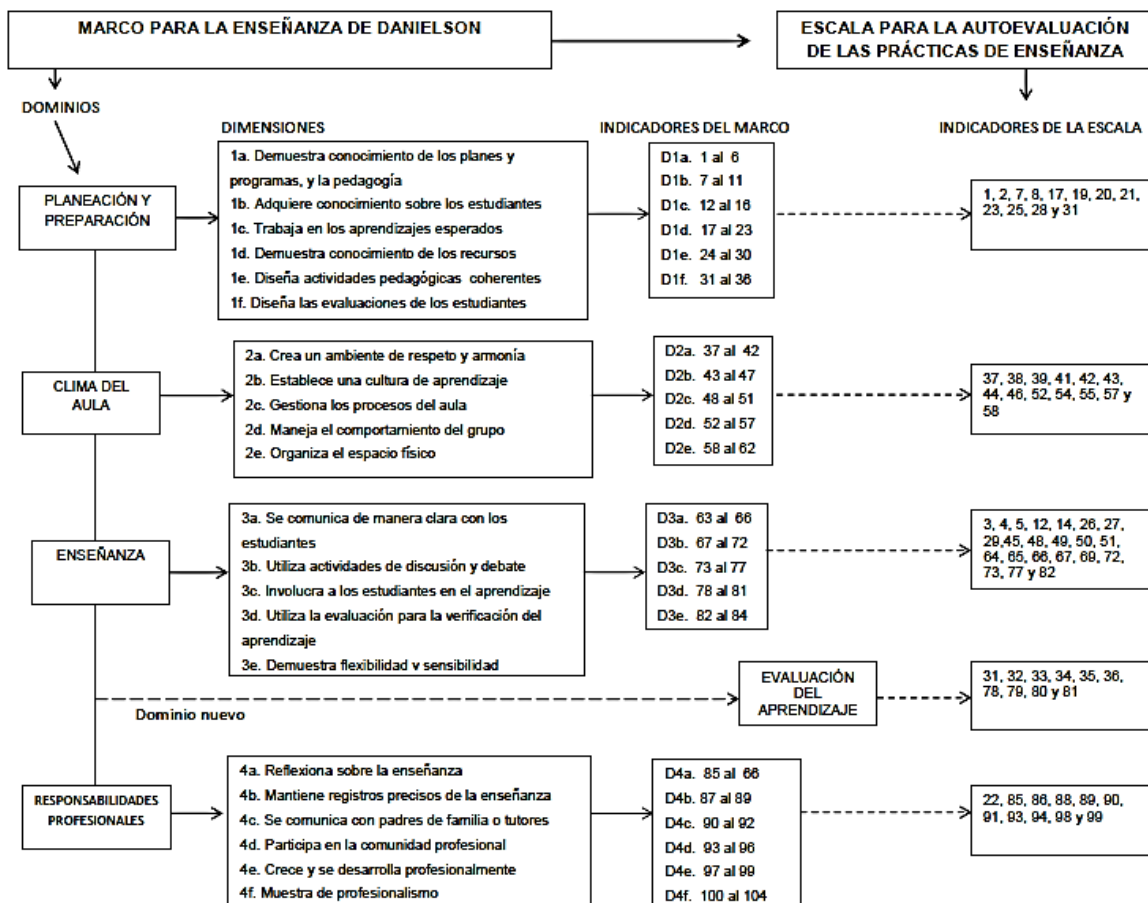 MARCO PARA LA ENSEÑANZA DE DANIELSON
ESCALA PARA LA AUTOEVALUACIÓN
DE LAS PRÁCTICAS DE ENSEÑANZA
DOMINIOS
DIMENSIONES
INDICADORES DEL MARCO
INDICADORES DE LA ESCALA
PLANEACIÓN Y
PREPARACIÓN
1a. Demuestra conocimiento de los planes y
programas, y la pedagogía
1b. Adquiere conocimiento sobre los estudiantes
1c. Trabaja en los aprendizajes esperados
1d. Demuestra conocimiento de los recursos
1e. Diseña actividades pedagógicas coherentes
1f. Diseña las evaluaciones de los estudiantes
D1a. 1 al 6
D1b. 7 al 11
D1c. 12 al 16
D1d. 17 al 23
D1e. 24 al 30
D1f. 31 al 36
1, 2, 7, 8, 17, 19, 20, 21,
23, 25, 28 y 31
CLIMA DEL
AULA
2a. Crea un ambiente de respeto y armonía
2b. Establece una cultura de aprendizaje
2c. Gestiona los procesos del aula
2d. Maneja el comportamiento del grupo
2e. Organiza el espacio físico
D2a. 37 al 42
D2b. 43 al 47
D2c. 48 al 51
D2d. 52 al 57
D2e. 58 al 62
37, 38, 39, 41, 42, 43,
44, 46, 52, 54, 55, 57 y
58
ENSEÑANZA
3a. Se comunica de manera clara con los
estudiantes
3b. Utiliza actividades de discusión y debate
3c. Involucra a los estudiantes en el aprendizaje
3d. Utiliza la evaluación para la verificación del
aprendizaje
3e. Demuestra flexibilidad y sensibilidad
D3a. 63 al 66
D3b. 67 al 72
D3c. 73 al 77
D3d. 78 al 81
D3e. 82 al 84
3, 4, 5, 12, 14, 26, 27,
29,45, 48, 49, 50, 51,
64, 65, 66, 67, 69, 72,
73, 77 y 82
Dominio nuevo
EVALUACIÓN
DEL
APRENDIZAJE
31, 32, 33, 34, 35, 36,
78, 79, 80 y 81
RESPONSABILIDADES
PROFESIONALES
4a. Reflexiona sobre la enseñanza
4b. Mantiene registros precisos de la enseñanza
4c. Se comunica con padres de familia o tutores
4d. Participa en la comunidad profesional
4e. Crece y se desarrolla profesionalmente
4f. Muestra de profesionalismo
D4a. 85 al 66
D4b. 87 al 89
D4c. 90 al 92
D4d. 93 al 96
D4e. 97 al 99
D4f. 100 al 104
22, 85, 86, 88, 89, 90,
91, 93, 94, 98 y 99